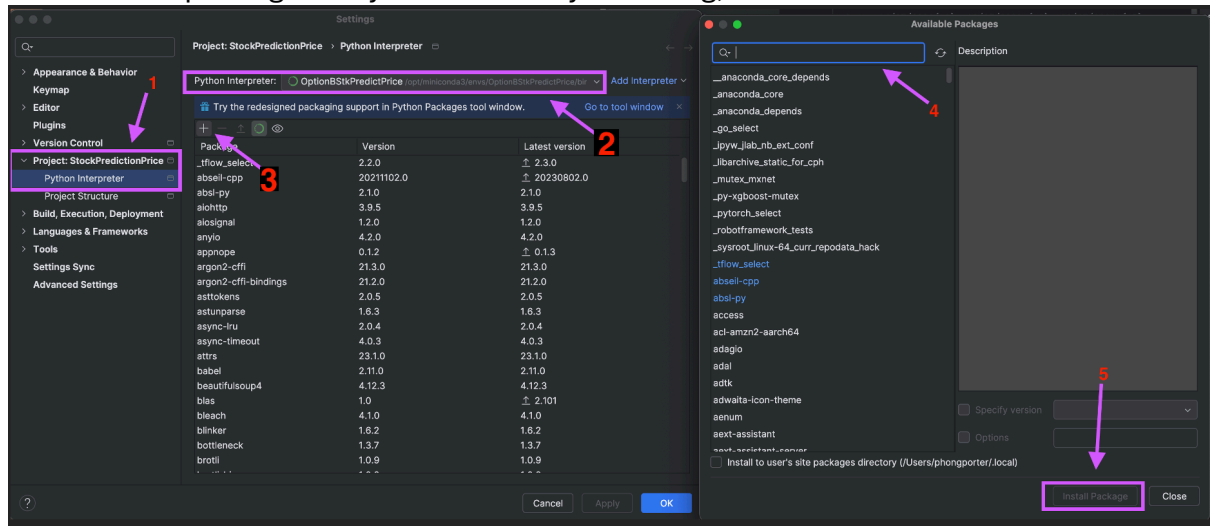 Settings
Project: StockPredictionPrice › Python Interpreter
Appearance & Behavior
Keymap
Editor
Plugins
Version Control
Project: StockPredictionPrice
Python Interpreter
Project Structure
Build, Execution, Deployment
Languages & Frameworks
Tools
Settings Sync
Advanced Settings
1
Python Interpreter: OptionBStkPredictPrice /opt/miniconda3/envs/OptionBStkPredictPrice/bir Add Interpreter
Try the redesigned packaging support in Python Packages tool window. Go to tool window
2
3
Package Version Latest version
_tflow_select 2.2.0 2.3.0
abseil-cpp 20211102.0 20230802.0
absl-py 2.1.0 2.1.0
aiohttp 3.9.5 3.9.5
aiosignal 1.2.0 1.2.0
anyio 4.2.0 4.2.0
appnope 0.1.2 0.1.3
argon2-cffi 21.3.0 21.3.0
argon2-cffi-bindings 21.2.0 21.2.0
asttokens 2.0.5 2.0.5
astunparse 1.6.3 1.6.3
async-lru 2.0.4 2.0.4
async-timeout 4.0.3 4.0.3
attrs 23.1.0 23.1.0
babel 2.11.0 2.11.0
beautifulsoup4 4.12.3 4.12.3
blas 1.0 2.101
bleach 4.1.0 4.1.0
blinker 1.6.2 1.6.2
bottleneck 1.3.7 1.3.7
brotli 1.0.9 1.0.9
?
Cancel Apply OK
Available Packages
Description
4
__anaconda_core_depends
_anaconda_core
_anaconda_depends
_go_select
_ipyw_jlab_nb_ext_conf
_libarchive_static_for_cph
_mutex_mxnet
_py-xgboost-mutex
_pytorch_select
_robotframework_tests
_sysroot_linux-64_curr_repodata_hack
_tflow_select
abseil-cpp
absl-py
access
acl-amzn2-aarch64
adagio
adal
adtk
adwaita-icon-theme
aenum
aext-assistant
aext-assistant-server
5
Specify version
Options
Install to user's site packages directory (/Users/phongporter/.local)
Install Package Close